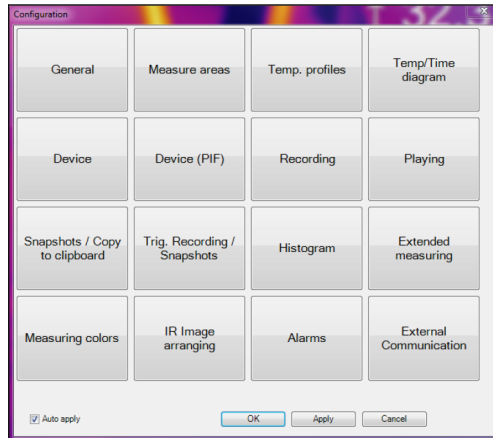 Configuration
General
Measure areas
Temp. profiles
Temp/Time
diagram
Device
Device (PIF)
Recording
Playing
Snapshots / Copy
to clipboard
Trig. Recording /
Snapshots
Histogram
Extended
measuring
Measuring colors
IR Image
arranging
Alarms
External
Communication
Auto apply
OK
Apply
Cancel